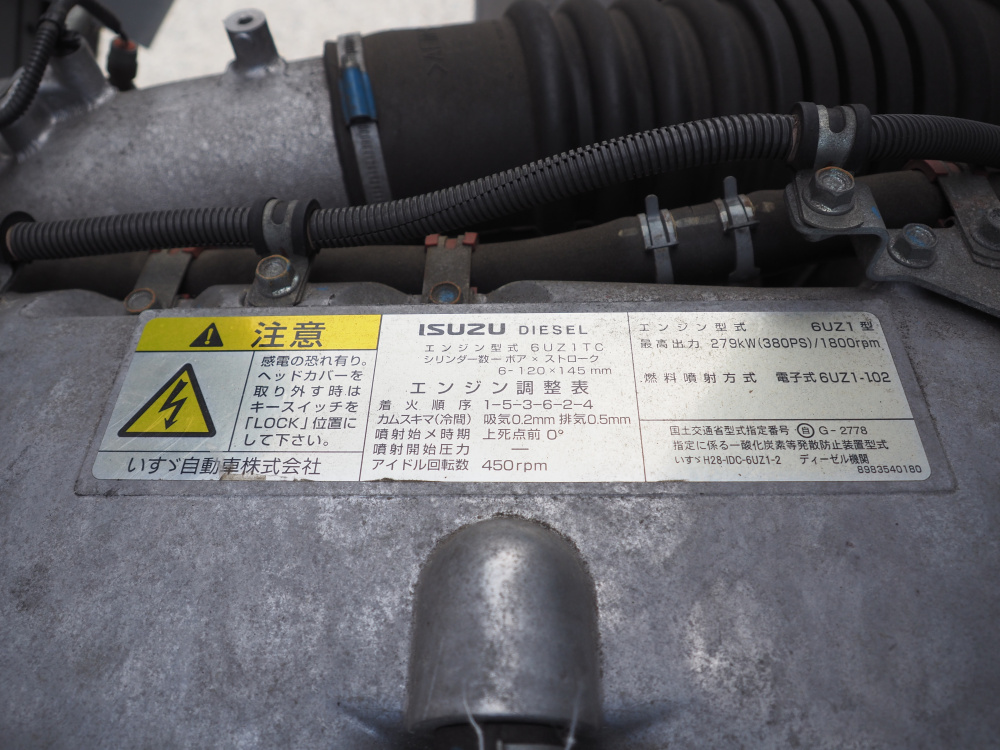 注意
感電の恐れ有り。
ヘッドカバーを
取り外す時は
キースイッチを
「LOCK」位置に
して下さい。
いすゞ自動車株式会社
ISUZU DIESEL
エンジン型式 6UZ1TC
シリンダー数－ボア×ストローク
6-120×145mm
エンジン調整表
着火順序 1-5-3-6-2-4
カムスキマ(冷間) 吸気0.2mm 排気0.5mm
噴射始メ時期 上死点前 0°
噴射開始圧力 —
アイドル回転数 450rpm
エンジン型式 6UZ1型
最高出力 279kW(380PS)/1800rpm
燃料噴射方式 電子式6UZ1-102
国土交通省型式指定番号 自 G-2778
指定に係る一酸化炭素等発散防止装置型式
いすゞH28-IDC-6UZ1-2 ディーゼル機関
8983540180